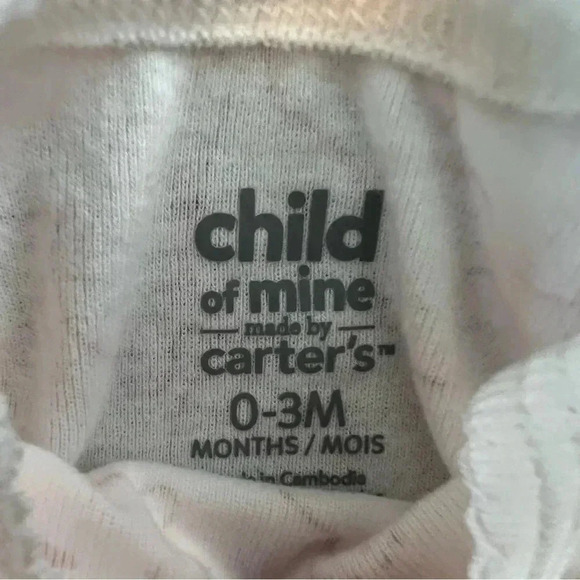 child
of mine
made by
carter's™
0-3M
MONTHS / MOIS
in Cambodia